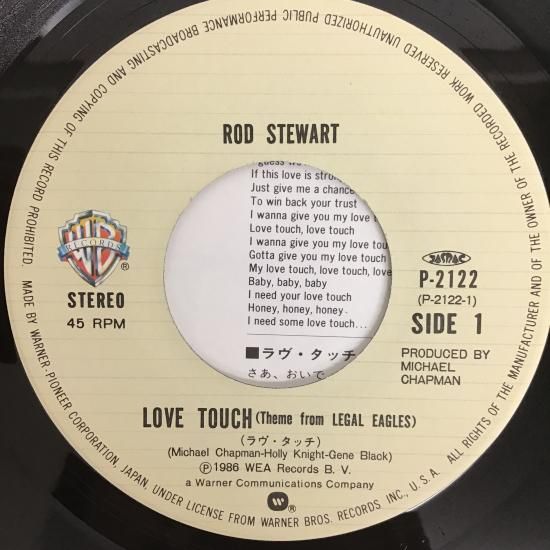 ROD STEWART
guess
If this love is
Just give me a chance
To win back your trust
I wanna give you my love
Love touch, love touch
I wanna give you my love
Gotta give you my love
My love touch, love touch, love
Baby, baby, baby
I need your love touch
Honey, honey, honey.
I need some love touch...
■ラヴ・タッチ
さあ、おいで
WB
RECORDS
®
STEREO
45 RPM
P-2122
(P-2122-1)
SIDE 1
PRODUCED BY
MICHAEL
CHAPMAN
LOVE TOUCH (Theme from LEGAL EAGLES)
(ラヴ・タッチ)
(Michael Chapman-Holly Knight-Gene Black)
Ⓟ1986 WEA Records B. V.
a Warner Communications Company
MADE BY WARNER-PIONEER CORPORATION, JAPAN, UNDER LICENSE FROM WARNER BROS. RECORDS INC., U.S.A. ALL RIGHTS OF THE MANUFACTURER AND OF THE OWNER OF THE RECORDED WORK RESERVED UNAUTHORIZED PUBLIC PERFORMANCE BROADCASTING AND COPYING OF THIS RECORD PROHIBITED.